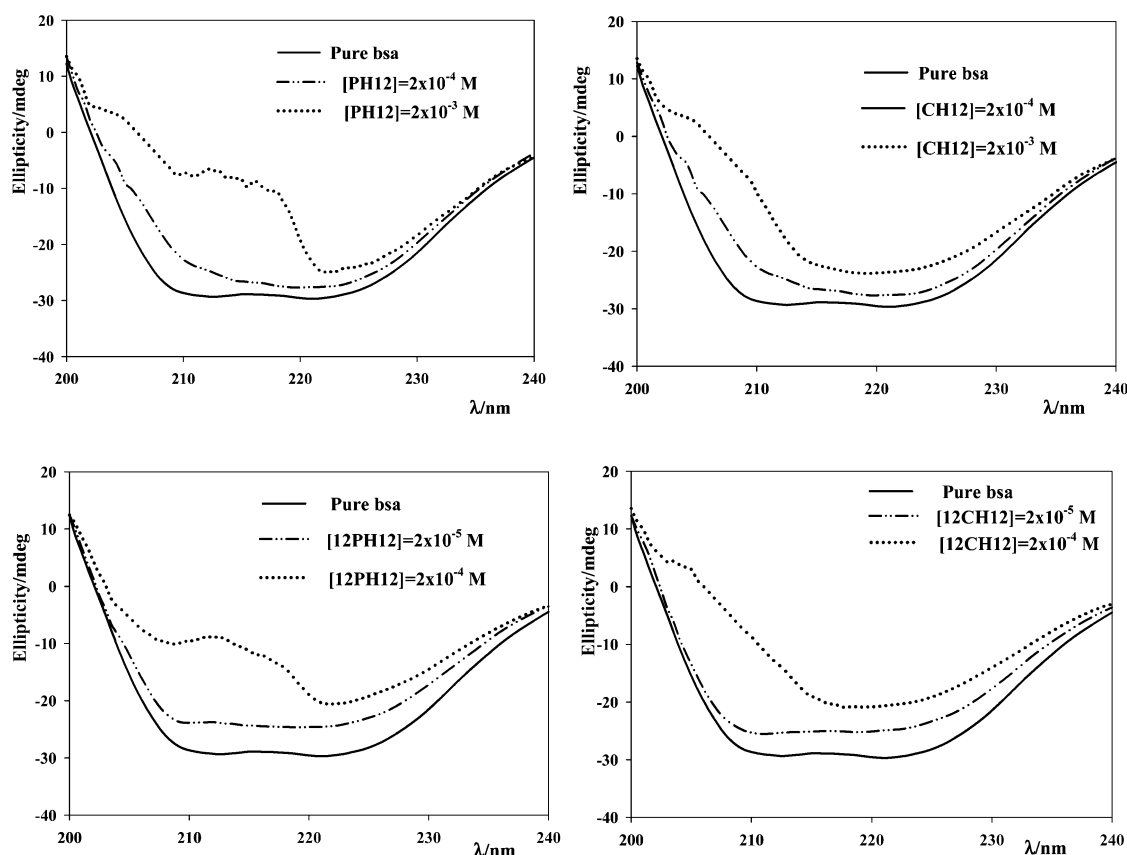 20
10
0
-10
-20
-30
-40
Ellipticity/mdeg
Pure bsa
[PH12]=2x10⁻⁴ M
[PH12]=2x10⁻³ M
200 210 220 230 240
λ/nm
20
10
0
-10
-20
-30
-40
Ellipticity/mdeg
Pure bsa
[CH12]=2x10⁻⁴ M
[CH12]=2x10⁻³ M
200 210 220 230 240
λ/nm
20
10
0
-10
-20
-30
-40
Ellipticity/mdeg
Pure bsa
[12PH12]=2x10⁻⁵ M
[12PH12]=2x10⁻⁴ M
200 210 220 230 240
λ/nm
20
10
0
-10
-20
-30
-40
Ellipticity/mdeg
Pure bsa
[12CH12]=2x10⁻⁵ M
[12CH12]=2x10⁻⁴ M
200 210 220 230 240
λ/nm